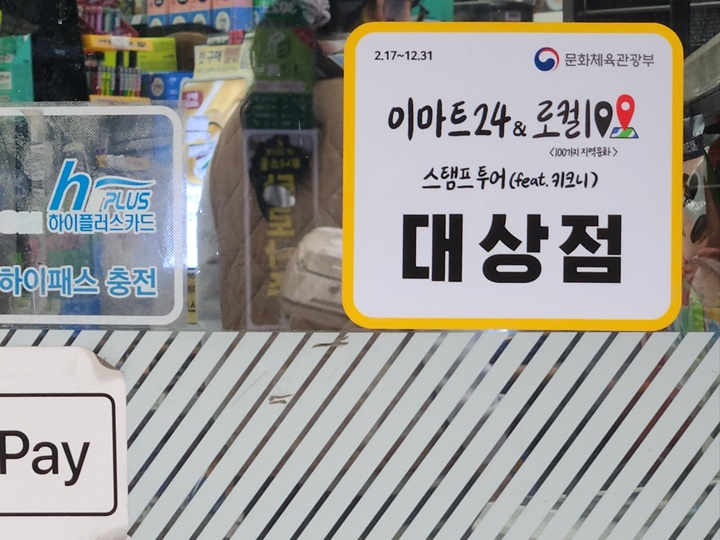 2.17~12.31
문화체육관광부
이마트24 & 로컬100
<100가지 지역문화>
스탬프 투어 (feat. 키크니)
대상점
h PLUS
하이플러스카드
하이패스 충전
Pay